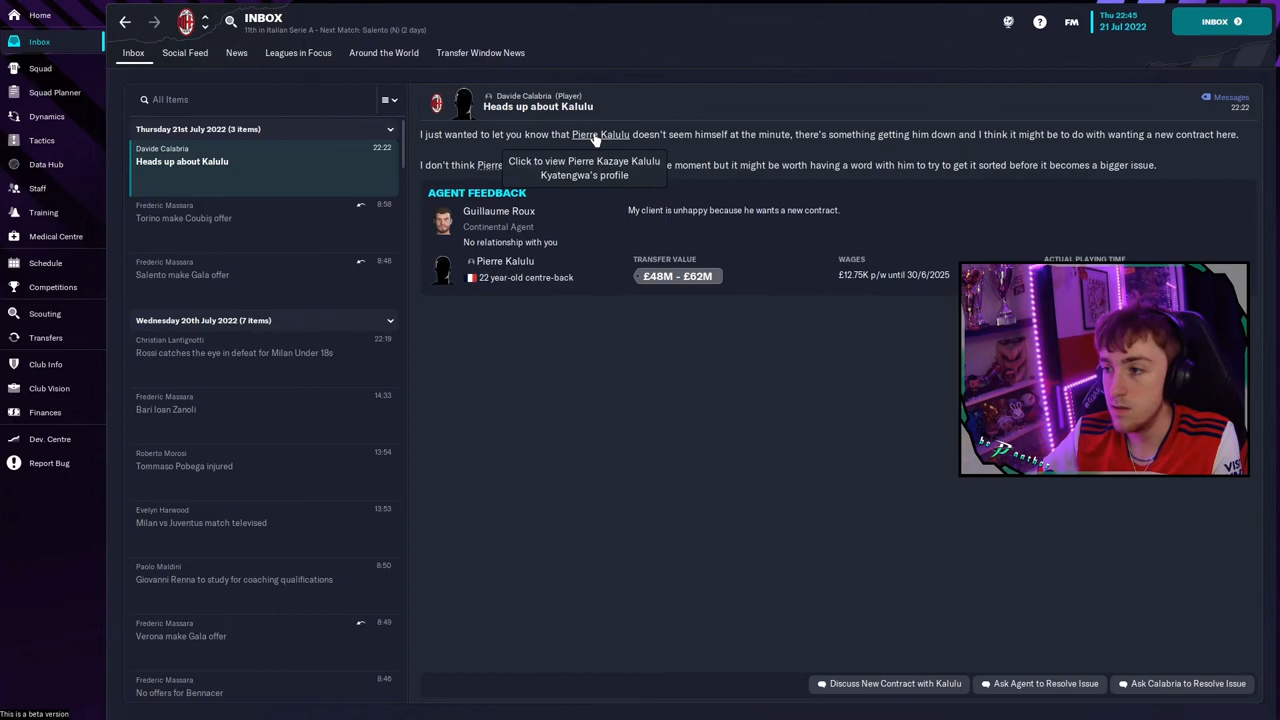 Home
INBOX
11th in Italian Serie A - Next Match: Salento (N) (2 days)
FM
Thu 22:45
21 Jul 2022
INBOX
Inbox
Squad
Squad Planner
Dynamics
Tactics
Data Hub
Staff
Training
Medical Centre
Schedule
Competitions
Scouting
Transfers
Club Info
Club Vision
Finances
Dev. Centre
Report Bug
This is a beta version
Inbox
Social Feed
News
Leagues in Focus
Around the World
Transfer Window News
All Items
Thursday 21st July 2022 (3 items)
Davide Calabria 22:22
Heads up about Kalulu
Frederic Massara 8:58
Torino make Coubiş offer
Frederic Massara 8:48
Salento make Gala offer
Wednesday 20th July 2022 (7 items)
Christian Lantignotti 22:19
Rossi catches the eye in defeat for Milan Under 18s
Frederic Massara 14:33
Bari loan Zanoli
Roberto Morosi 13:54
Tommaso Pobega injured
Evelyn Harwood 13:53
Milan vs Juventus match televised
Paolo Maldini 8:50
Giovanni Renna to study for coaching qualifications
Frederic Massara 8:49
Verona make Gala offer
Frederic Massara 8:46
No offers for Bennacer
Davide Calabria (Player)
Heads up about Kalulu
Messages
22:22
I just wanted to let you know that Pierre Kalulu doesn't seem himself at the minute, there's something getting him down and I think it might be to do with wanting a new contract here.
I don't think Pierre moment but it might be worth having a word with him to try to get it sorted before it becomes a bigger issue.
Click to view Pierre Kazaye Kalulu
Kyatengwa's profile
AGENT FEEDBACK
Guillaume Roux
Continental Agent
No relationship with you
My client is unhappy because he wants a new contract.
Pierre Kalulu
22 year-old centre-back
TRANSFER VALUE
£48M - £62M
WAGES
£12.75K p/w until 30/6/2025
ACTUAL PLAYING TIME
be
another
VISI
Discuss New Contract with Kalulu
Ask Agent to Resolve Issue
Ask Calabria to Resolve Issue